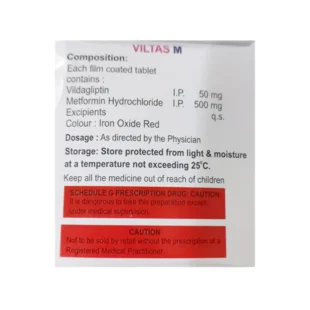 VILTAS M
Composition:
Each film coated tablet
contains :
Vildagliptin I.P. 50 mg
Metformin Hydrochloride I.P. 500 mg
Excipients q.s.
Colour : Iron Oxide Red
Dosage : As directed by the Physician
Storage: Store protected from light & moisture
at a temperature not exceeding 25°C.
Keep all the medicine out of reach of children
SCHEDULE G PRESCRIPTION DRUG: CAUTION
It is dangerous to take this preparation except
under medical supervision.
CAUTION
Not to be sold by retail without the prescription of a
Registered Medical Practitioner.